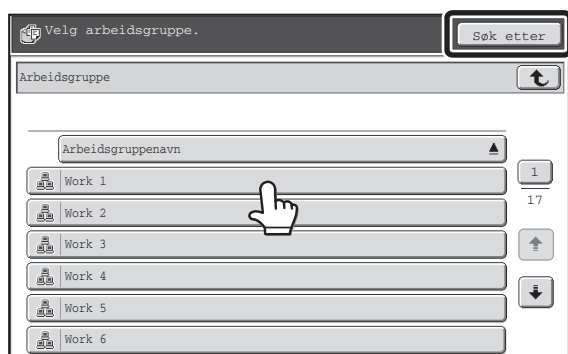 Velg arbeidsgruppe.
Søk etter
Arbeidsgruppe
Arbeidsgruppenavn
Work 1
1
17
Work 2
Work 3
Work 4
Work 5
Work 6